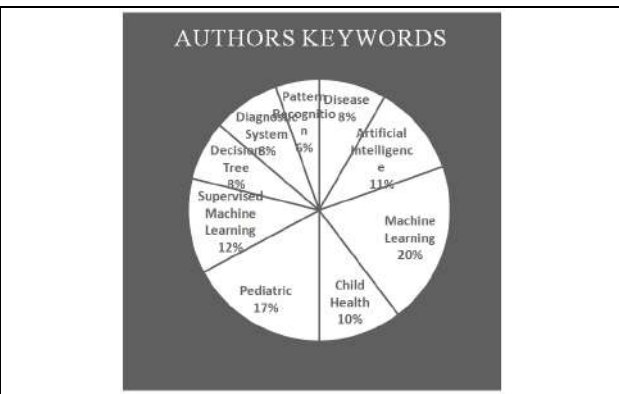 AUTHORS KEYWORDS
Disease
8%
Artificial
Intelligenc
e
11%
Machine
Learning
20%
Child
Health
10%
Pediatric
17%
Supervised
Machine
Learning
12%
Decision
Tree
8%
Diagnostic
System
8%
Pattern
Recognitio
n
6%